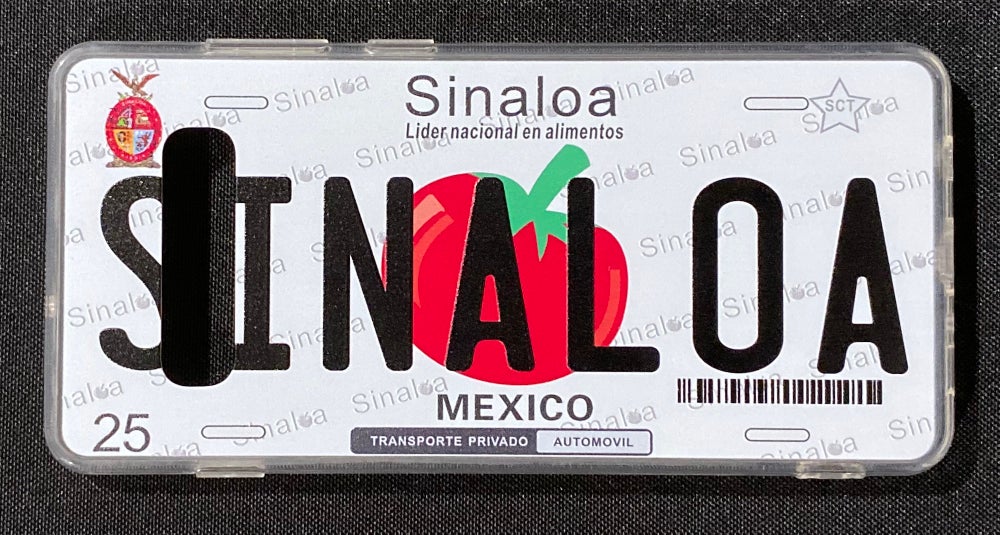 Sinaloa
SCT
Lider nacional en alimentos
SINALOA
MEXICO
25
TRANSPORTE PRIVADO AUTOMOVIL